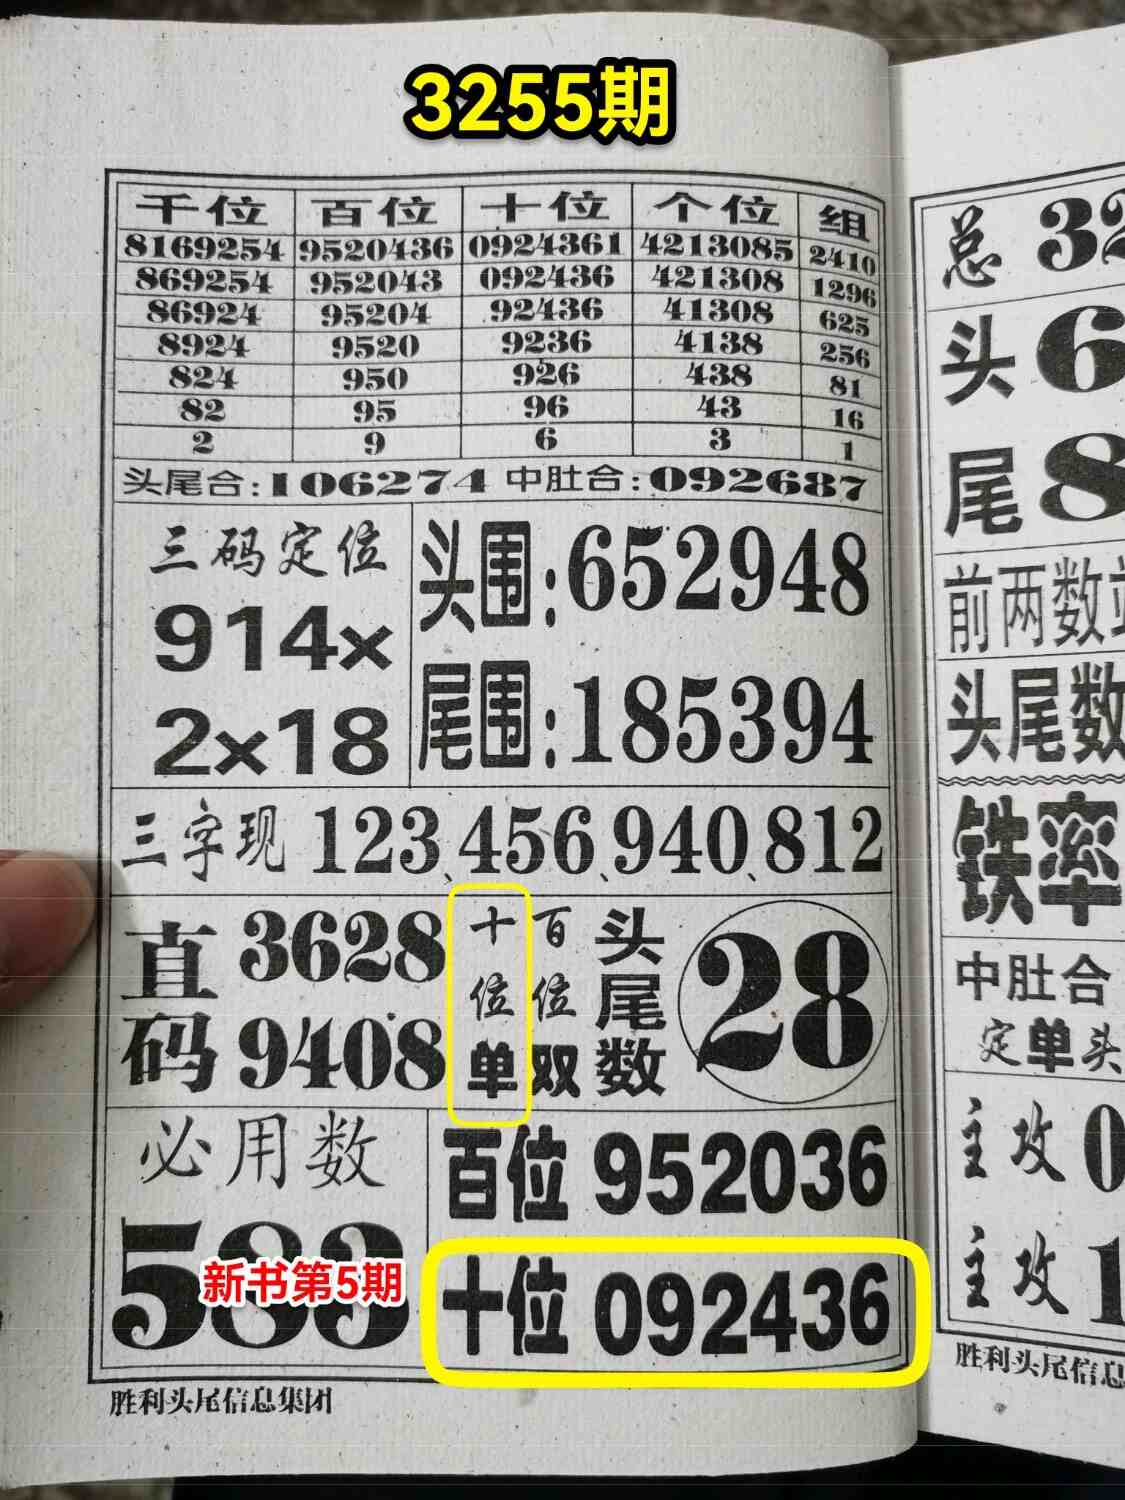 3255期
千位 百位 十位 个位 组
8169254 9520436 0924361 4213085 2410
869254 952043 092436 421308 1296
86924 95204 92436 41308 625
8924 9520 9236 4138 256
824 950 926 438 81
82 95 96 43 16
2 9 6 3 1
头尾合:106274 中肚合:092687
三码定位
914×
2×18
头围:652948
尾围:185394
三字现 123、456、940、812
直码 3628
9408
十位单
百位双
头尾数
28
必用数
583
新书第5期
百位 952036
十位 092436
胜利头尾信息集团
总 32
头 6
尾 8
前两数
头尾数
铁率
中肚合
定单头
主攻 0
主攻 1
胜利头尾信息